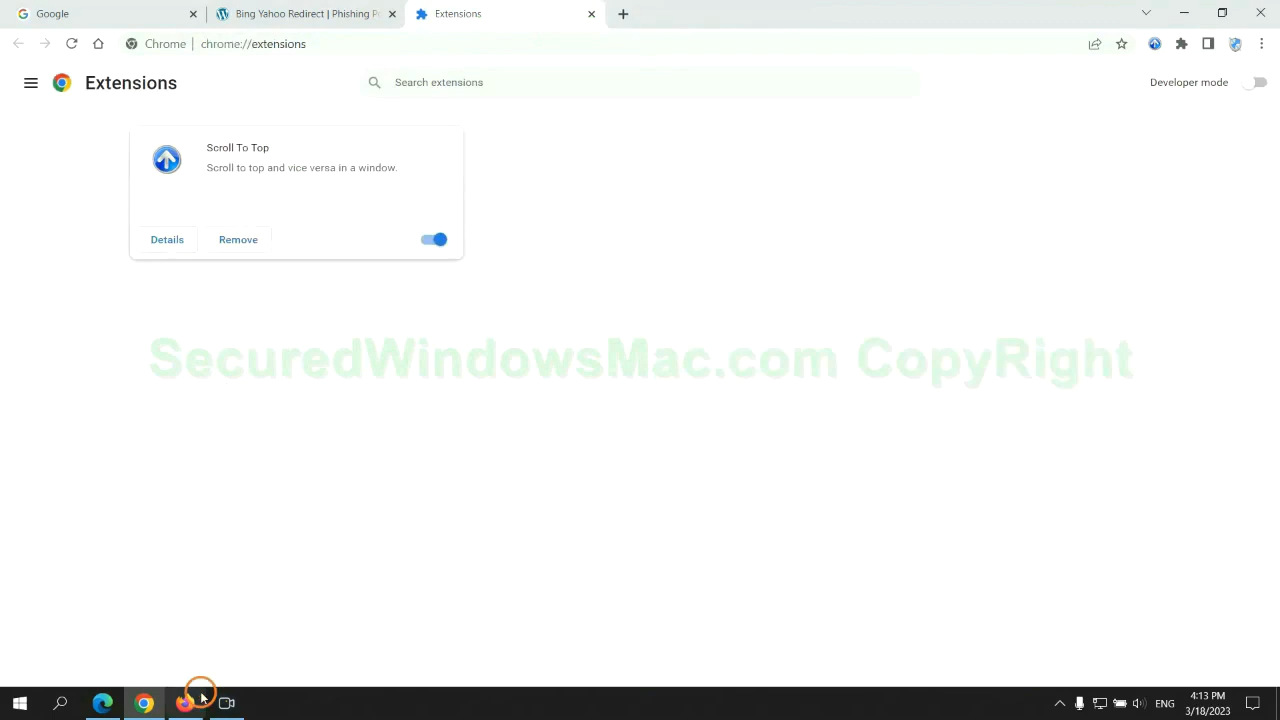 Google
Bing Yahoo Redirect | Phishing P
Extensions
Chrome
chrome://extensions
Extensions
Search extensions
Developer mode
Scroll To Top
Scroll to top and vice versa in a window.
Details
Remove
SecuredWindowsMac.com CopyRight
4:13 PM
ENG
3/18/2023